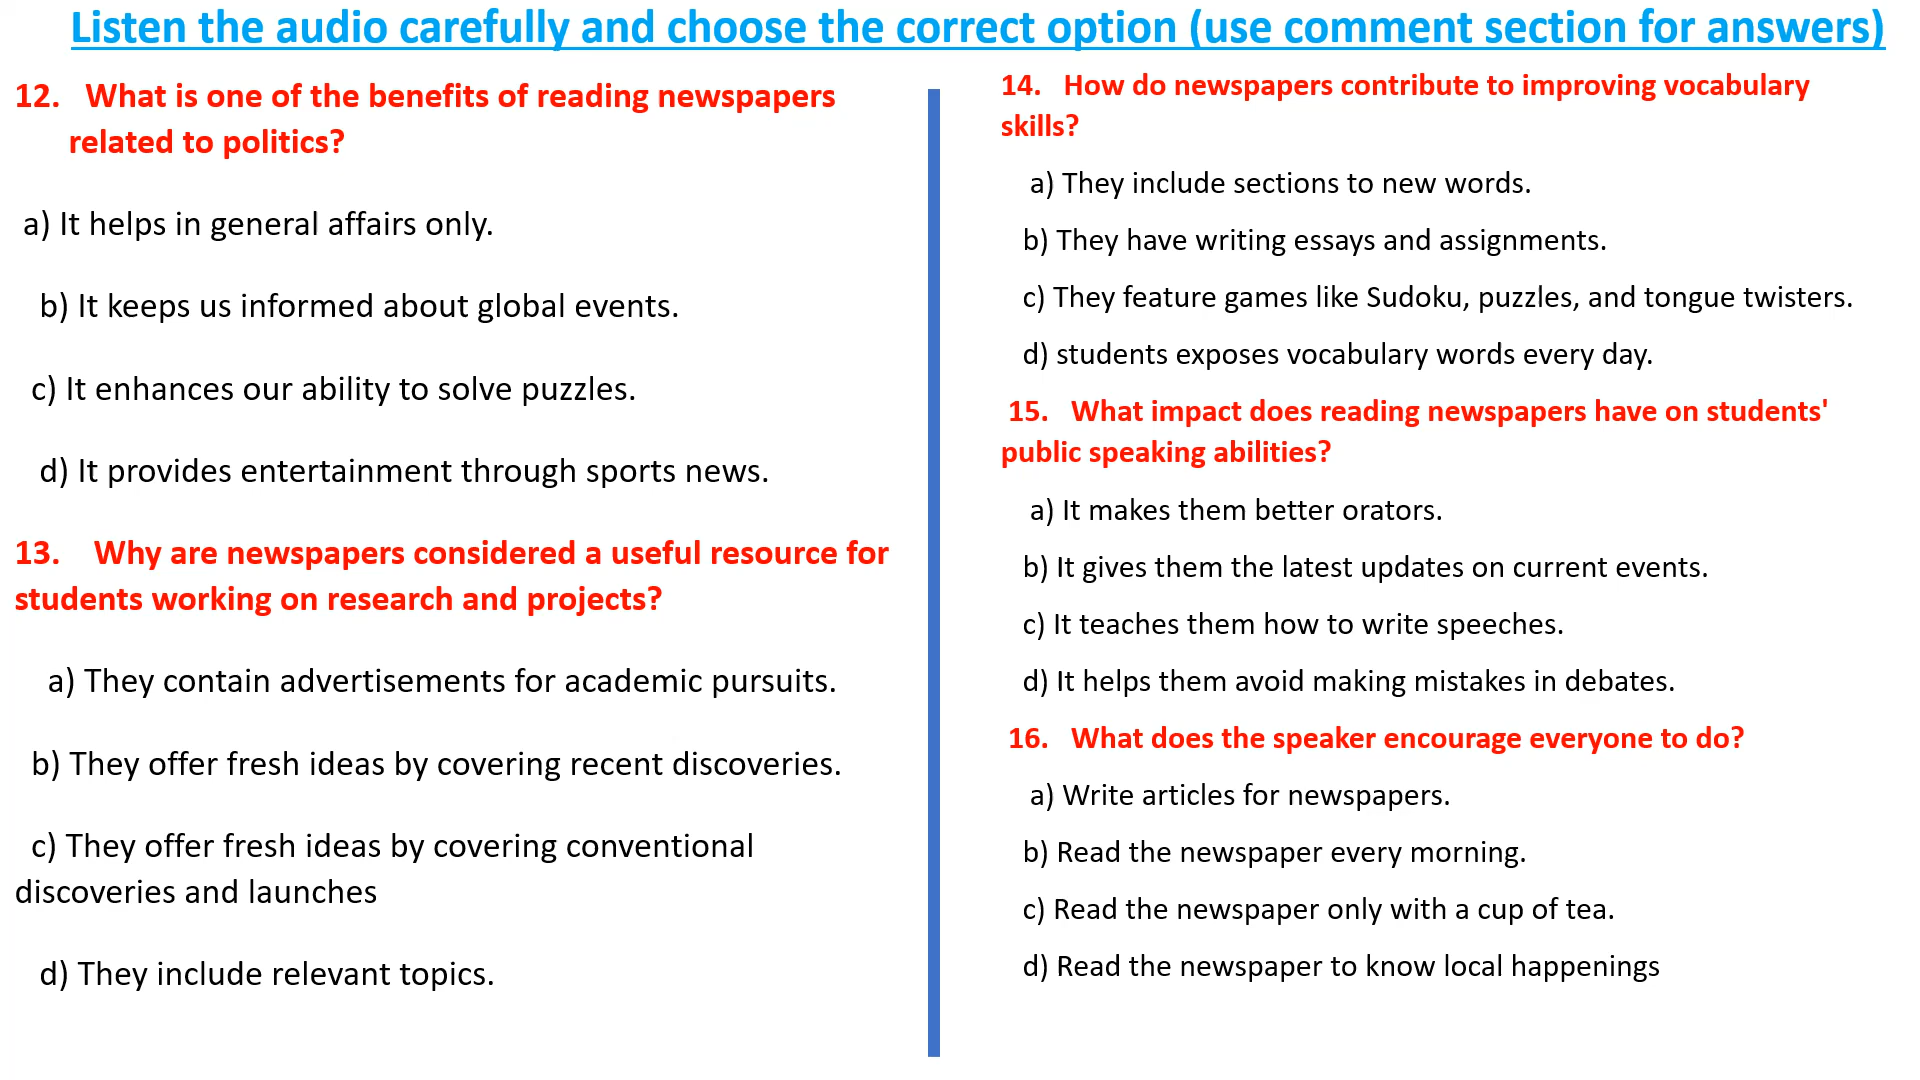 Listen the audio carefully and choose the correct option (use comment section for answers)
12. What is one of the benefits of reading newspapers
related to politics?
a) It helps in general affairs only.
b) It keeps us informed about global events.
c) It enhances our ability to solve puzzles.
d) It provides entertainment through sports news.
13. Why are newspapers considered a useful resource for
students working on research and projects?
a) They contain advertisements for academic pursuits.
b) They offer fresh ideas by covering recent discoveries.
c) They offer fresh ideas by covering conventional
discoveries and launches
d) They include relevant topics.
14. How do newspapers contribute to improving vocabulary
skills?
a) They include sections to new words.
b) They have writing essays and assignments.
c) They feature games like Sudoku, puzzles, and tongue twisters.
d) students exposes vocabulary words every day.
15. What impact does reading newspapers have on students'
public speaking abilities?
a) It makes them better orators.
b) It gives them the latest updates on current events.
c) It teaches them how to write speeches.
d) It helps them avoid making mistakes in debates.
16. What does the speaker encourage everyone to do?
a) Write articles for newspapers.
b) Read the newspaper every morning.
c) Read the newspaper only with a cup of tea.
d) Read the newspaper to know local happenings